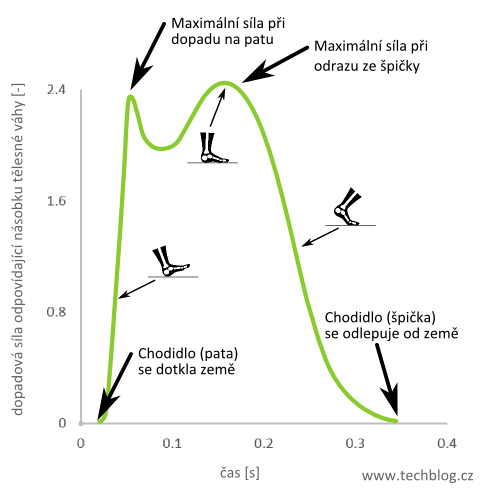 Maximální síla při
dopadu na patu
Maximální síla při
odrazu ze špičky
dopadová síla odpovídající násobku tělesné váhy [-]
2.4
1.6
0.8
0
Chodidlo (pata)
se dotkla země
Chodidlo (špička)
se odlepuje od země
0
0.1
0.2
0.3
0.4
čas [s]
www.techblog.cz